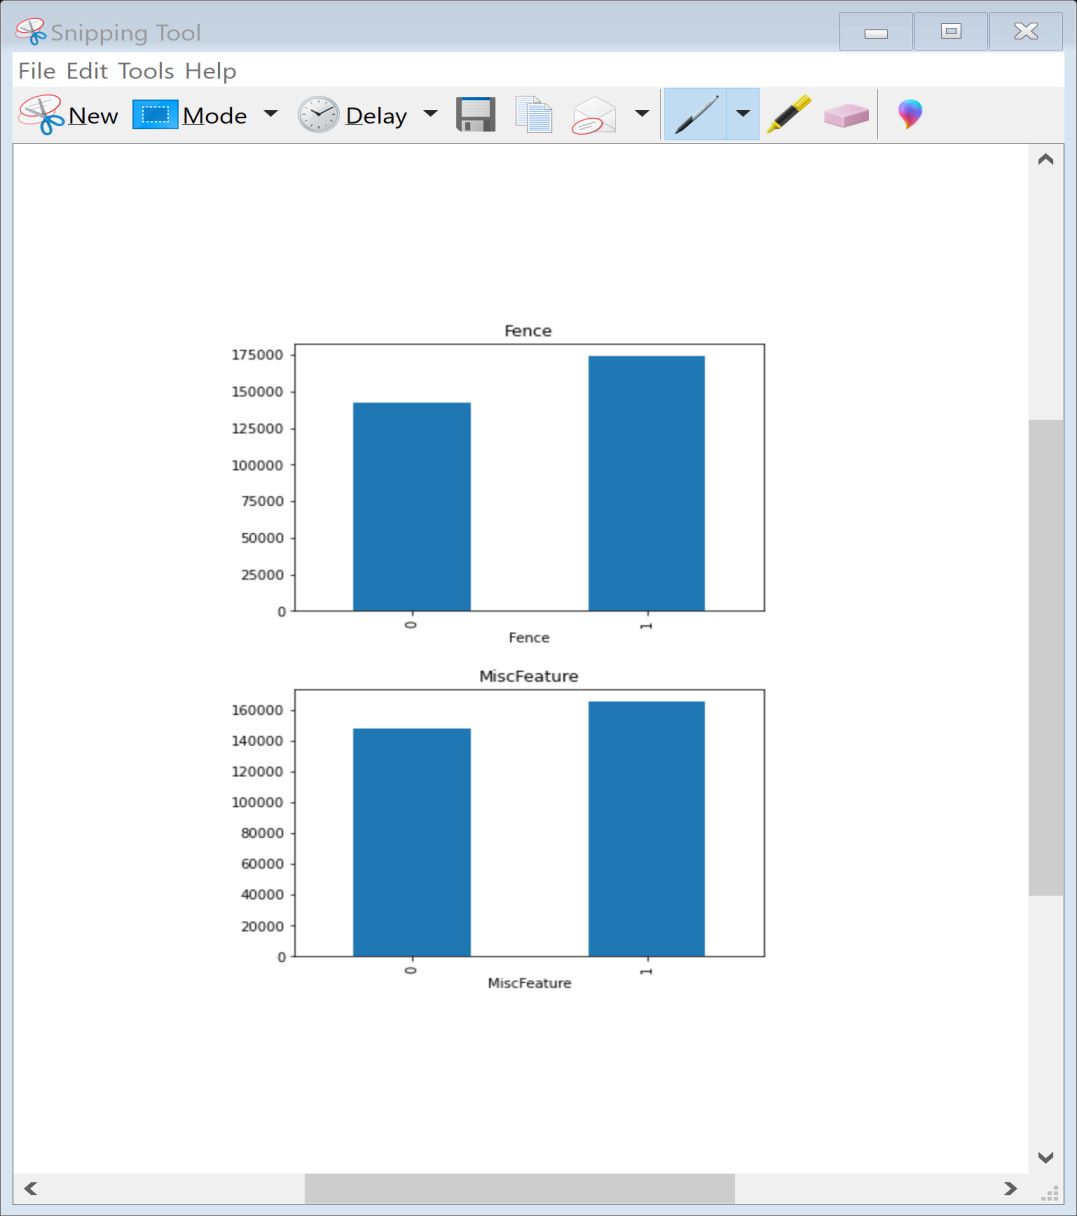 Snipping Tool
File Edit Tools Help
New Mode Delay
Fence
175000
150000
125000
100000
75000
50000
25000
0
0 1
Fence
MiscFeature
160000
140000
120000
100000
80000
60000
40000
20000
0
0 1
MiscFeature